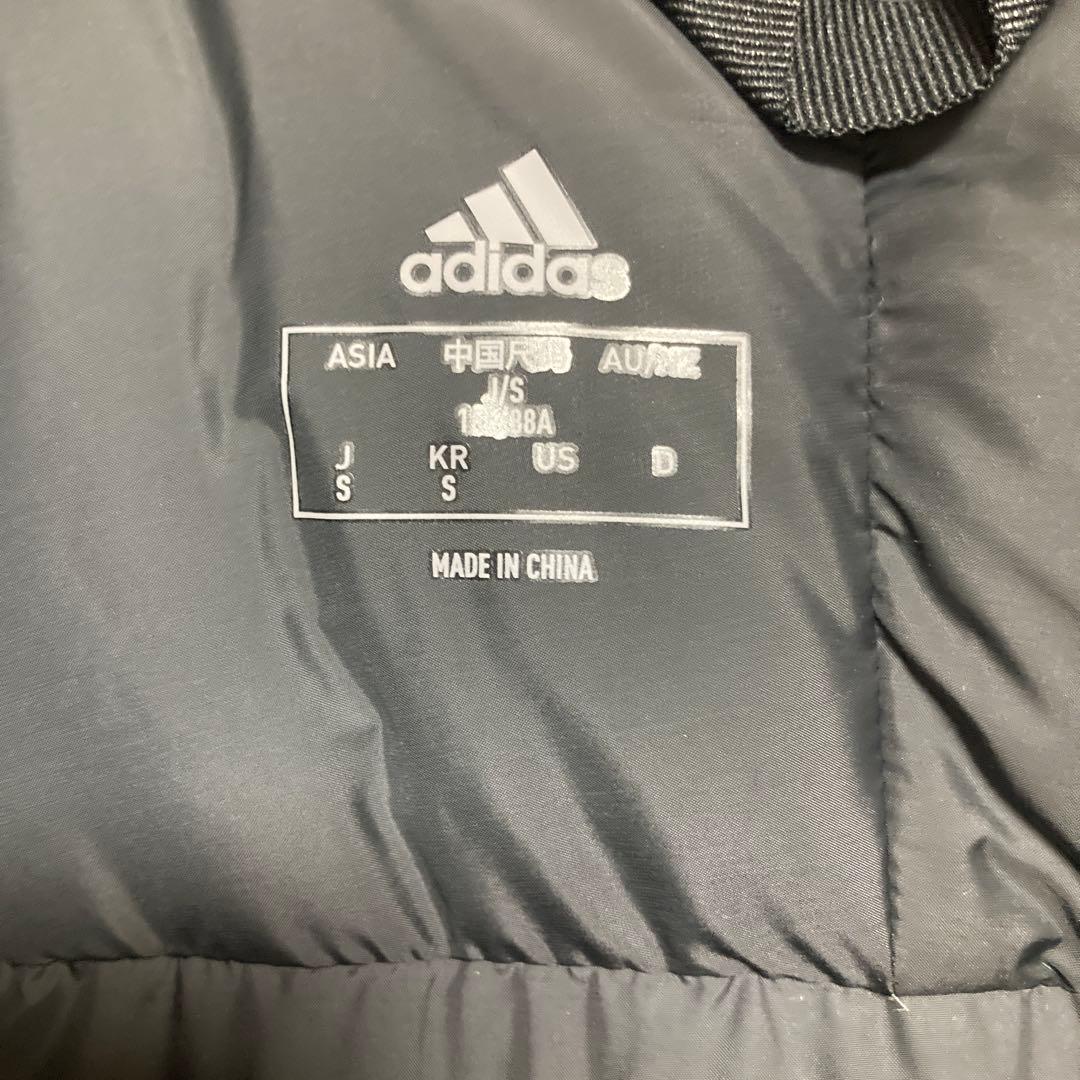 adidas
ASIA 中国尺码 AU/NZ
J/S
J KR US D
S S
MADE IN CHINA